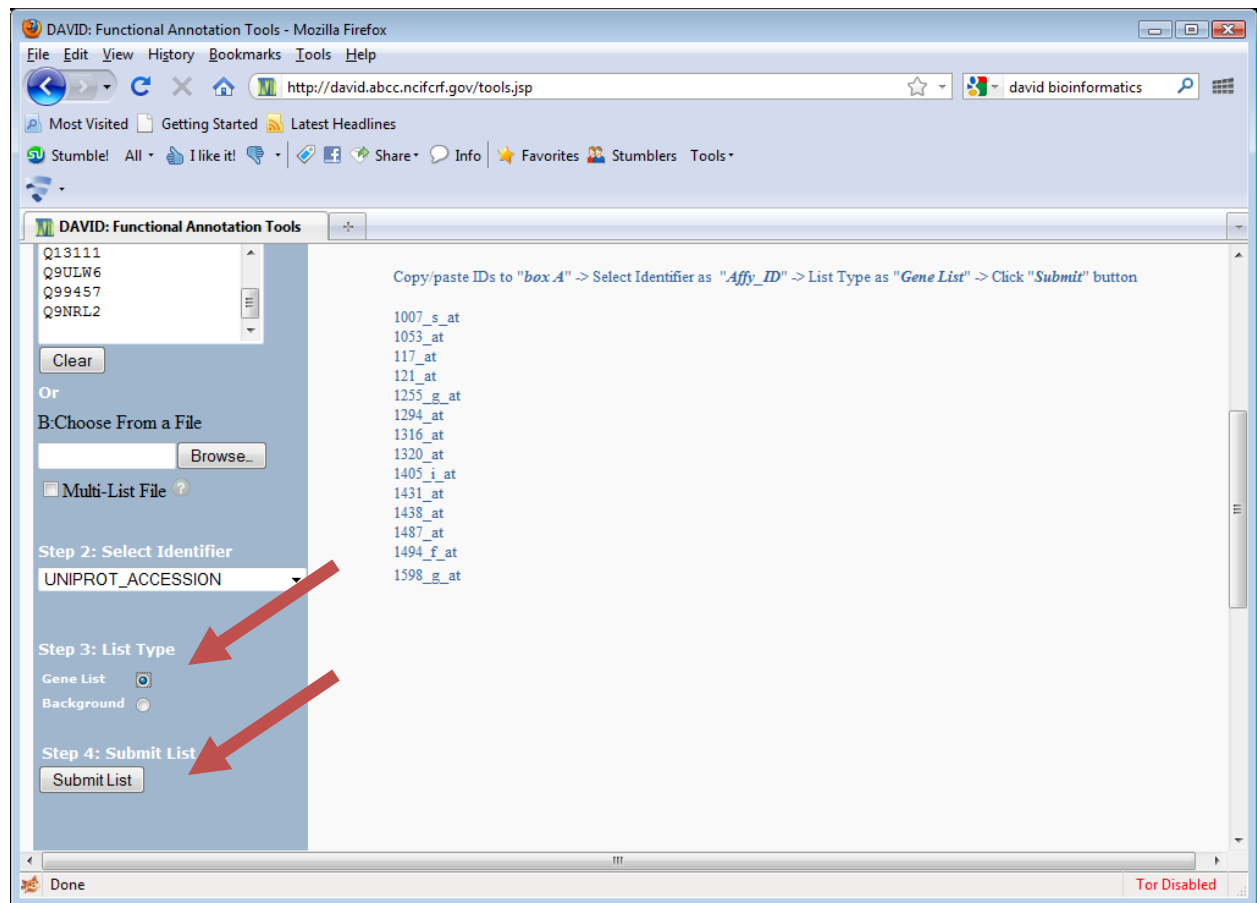 DAVID: Functional Annotation Tools - Mozilla Firefox
File Edit View History Bookmarks Tools Help
http://david.abcc.ncifcrf.gov/tools.jsp
david bioinformatics
Most Visited Getting Started Latest Headlines
Stumble! All I like it! Share Info Favorites Stumblers Tools
DAVID: Functional Annotation Tools
Q13111
Q9ULW6
Q99457
Q9NRL2
Clear
Or
B:Choose From a File
Browse...
Multi-List File
Step 2: Select Identifier
UNIPROT_ACCESSION
Step 3: List Type
Gene List
Background
Step 4: Submit List
Submit List
Copy/paste IDs to "box A" -> Select Identifier as "Affy_ID" -> List Type as "Gene List" -> Click "Submit" button
1007_s_at
1053_at
117_at
121_at
1255_g_at
1294_at
1316_at
1320_at
1405_i_at
1431_at
1438_at
1487_at
1494_f_at
1598_g_at
Done
Tor Disabled